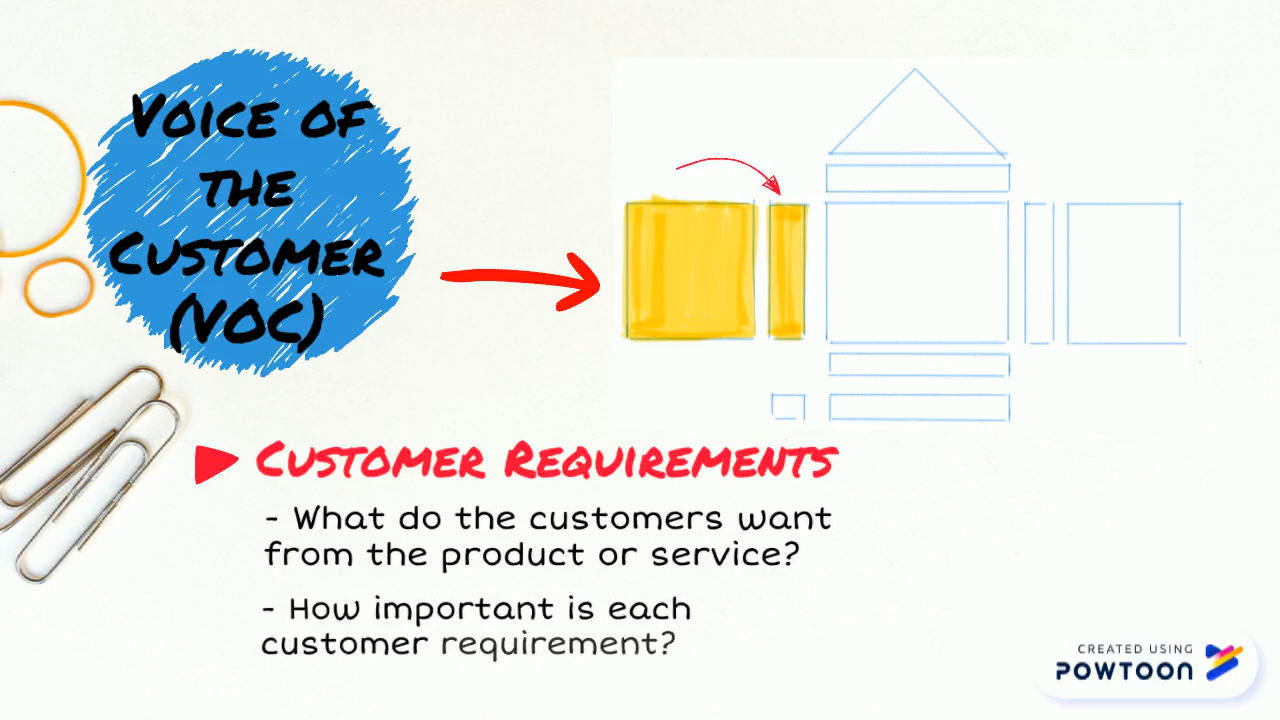 VOICE OF
THE
CUSTOMER
(VOC)
CUSTOMER REQUIREMENTS
- What do the customers want
from the product or service?
- How important is each
customer requirement?
CREATED USING
POWTOON